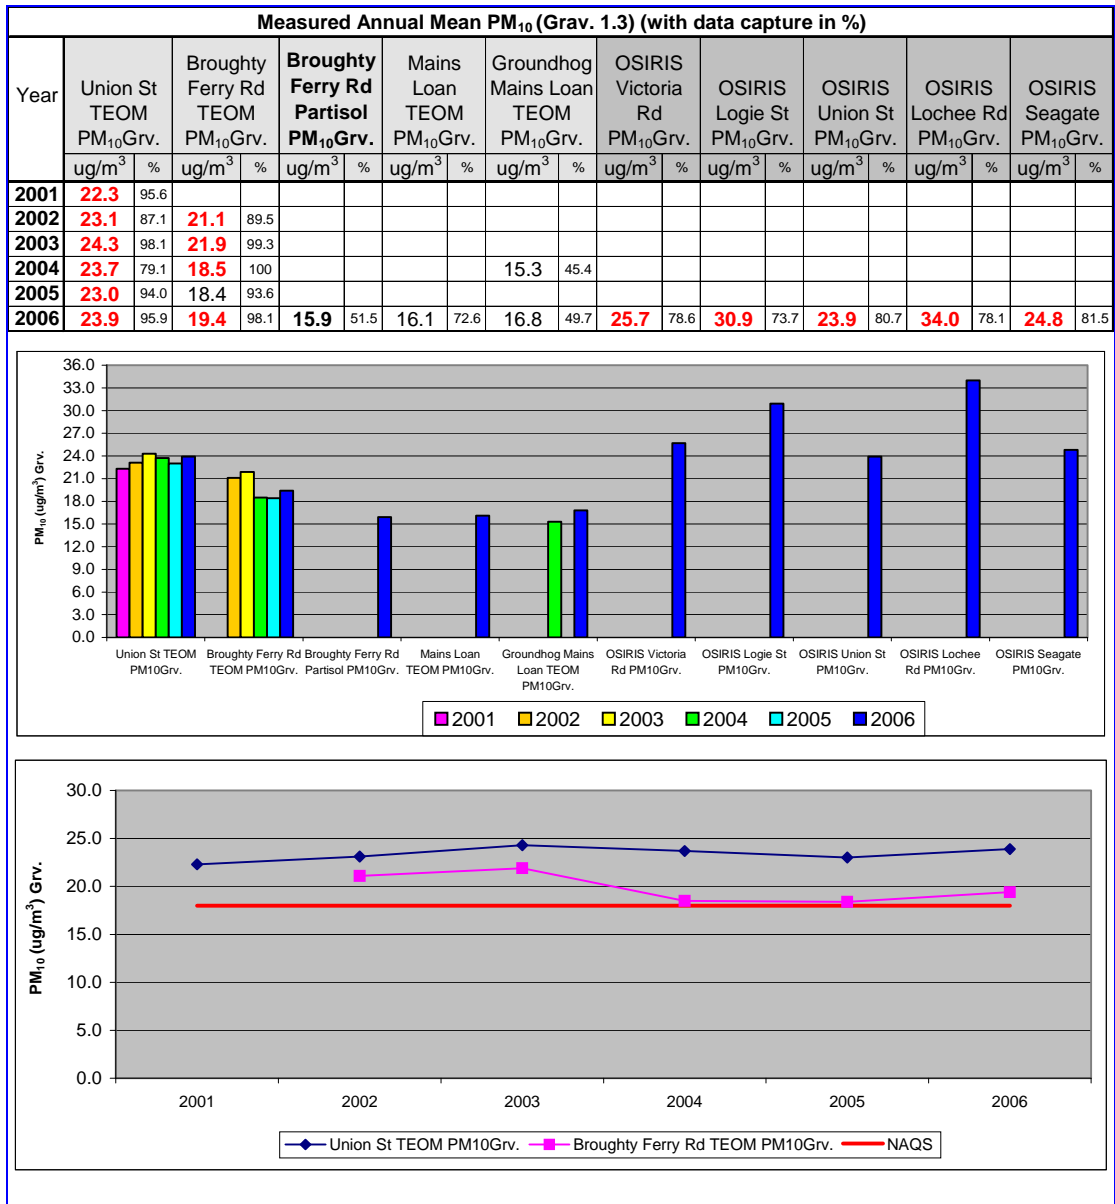 Measured Annual Mean PM₁₀ (Grav. 1.3) (with data capture in %)
Year
Union St TEOM PM₁₀Grv.
Broughty Ferry Rd TEOM PM₁₀Grv.
Broughty Ferry Rd Partisol PM₁₀Grv.
Mains Loan TEOM PM₁₀Grv.
Groundhog Mains Loan TEOM PM₁₀Grv.
OSIRIS Victoria Rd PM₁₀Grv.
OSIRIS Logie St PM₁₀Grv.
OSIRIS Union St PM₁₀Grv.
OSIRIS Lochee Rd PM₁₀Grv.
OSIRIS Seagate PM₁₀Grv.
ug/m³ % ug/m³ % ug/m³ % ug/m³ % ug/m³ % ug/m³ % ug/m³ % ug/m³ % ug/m³ % ug/m³ %
2001 22.3 95.6
2002 23.1 87.1 21.1 89.5
2003 24.3 98.1 21.9 99.3
2004 23.7 79.1 18.5 100 15.3 45.4
2005 23.0 94.0 18.4 93.6
2006 23.9 95.9 19.4 98.1 15.9 51.5 16.1 72.6 16.8 49.7 25.7 78.6 30.9 73.7 23.9 80.7 34.0 78.1 24.8 81.5
PM₁₀ (ug/m³) Grv.
36.0
33.0
30.0
27.0
24.0
21.0
18.0
15.0
12.0
9.0
6.0
3.0
0.0
Union St TEOM PM10Grv.
Broughty Ferry Rd TEOM PM10Grv.
Broughty Ferry Rd Partisol PM10Grv.
Mains Loan TEOM PM10Grv.
Groundhog Mains Loan TEOM PM10Grv.
OSIRIS Victoria Rd PM10Grv.
OSIRIS Logie St PM10Grv.
OSIRIS Union St PM10Grv.
OSIRIS Lochee Rd PM10Grv.
OSIRIS Seagate PM10Grv.
2001 2002 2003 2004 2005 2006
PM₁₀ (ug/m³) Grv.
30.0
25.0
20.0
15.0
10.0
5.0
0.0
2001 2002 2003 2004 2005 2006
Union St TEOM PM10Grv. Broughty Ferry Rd TEOM PM10Grv. NAQS